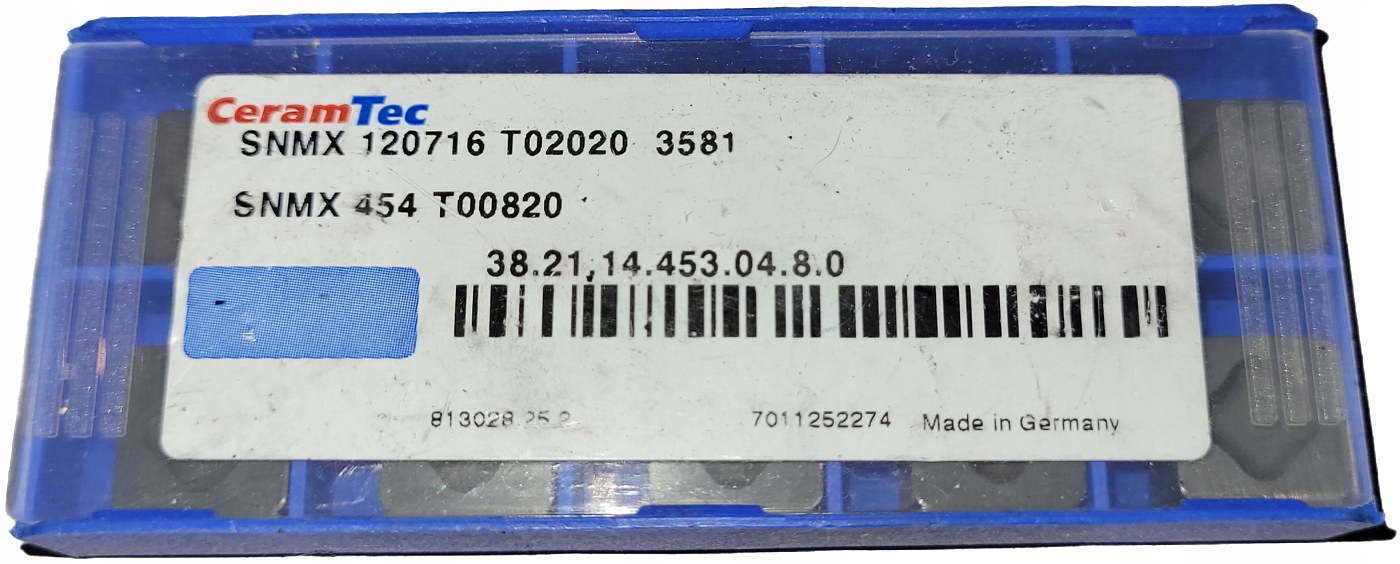 CeramTec
SNMX 120716 T02020 3581
SNMX 454 T00820
38.21,14.453.04.8.0
813028.25.2 7011252274 Made in Germany